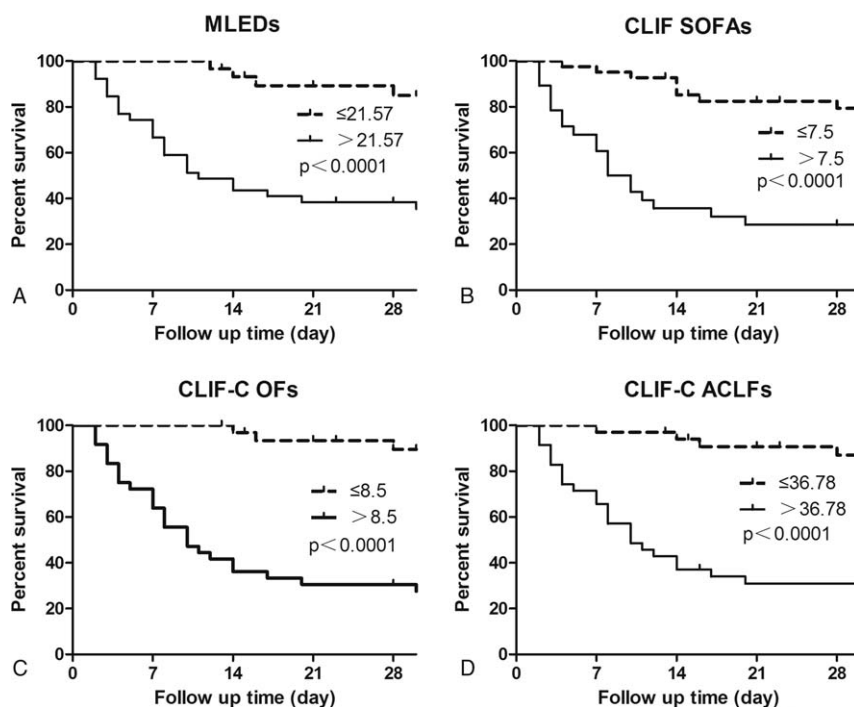 MLEDs
Percent survival
100
80
60
40
20
0
≤21.57
＞21.57
p＜0.0001
0 7 14 21 28
Follow up time (day)
A
CLIF SOFAs
Percent survival
100
80
60
40
20
0
≤7.5
＞7.5
p＜0.0001
0 7 14 21 28
Follow up time (day)
B
CLIF-C OFs
Percent survival
100
80
60
40
20
0
≤8.5
＞8.5
p＜0.0001
0 7 14 21 28
Follow up time (day)
C
CLIF-C ACLFs
Percent survival
100
80
60
40
20
0
≤36.78
＞36.78
p＜0.0001
0 7 14 21 28
Follow up time (day)
D